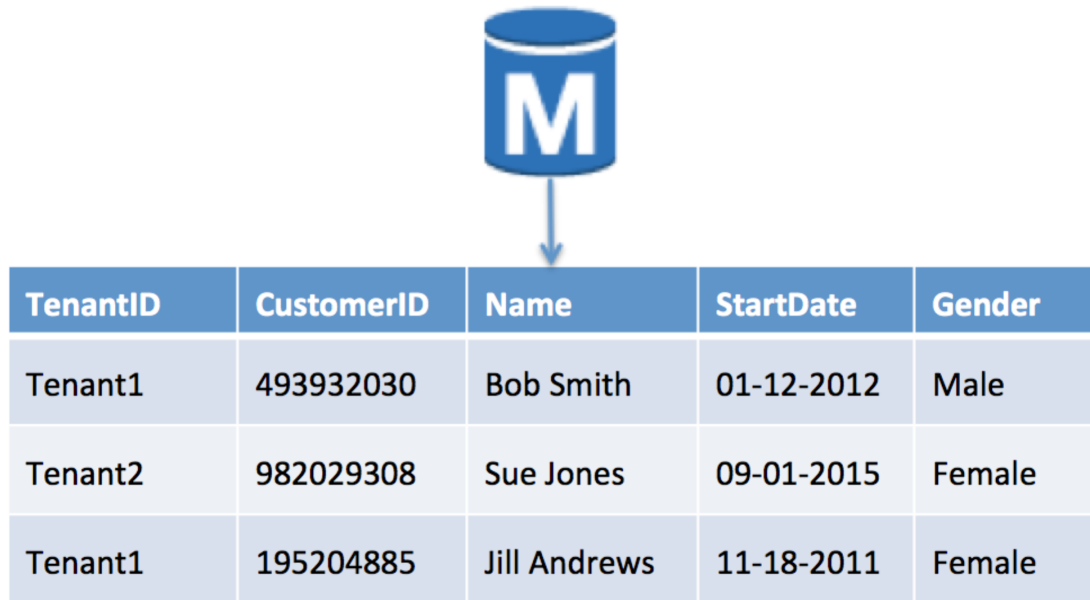 M
TenantID CustomerID Name StartDate Gender
Tenant1 493932030 Bob Smith 01-12-2012 Male
Tenant2 982029308 Sue Jones 09-01-2015 Female
Tenant1 195204885 Jill Andrews 11-18-2011 Female